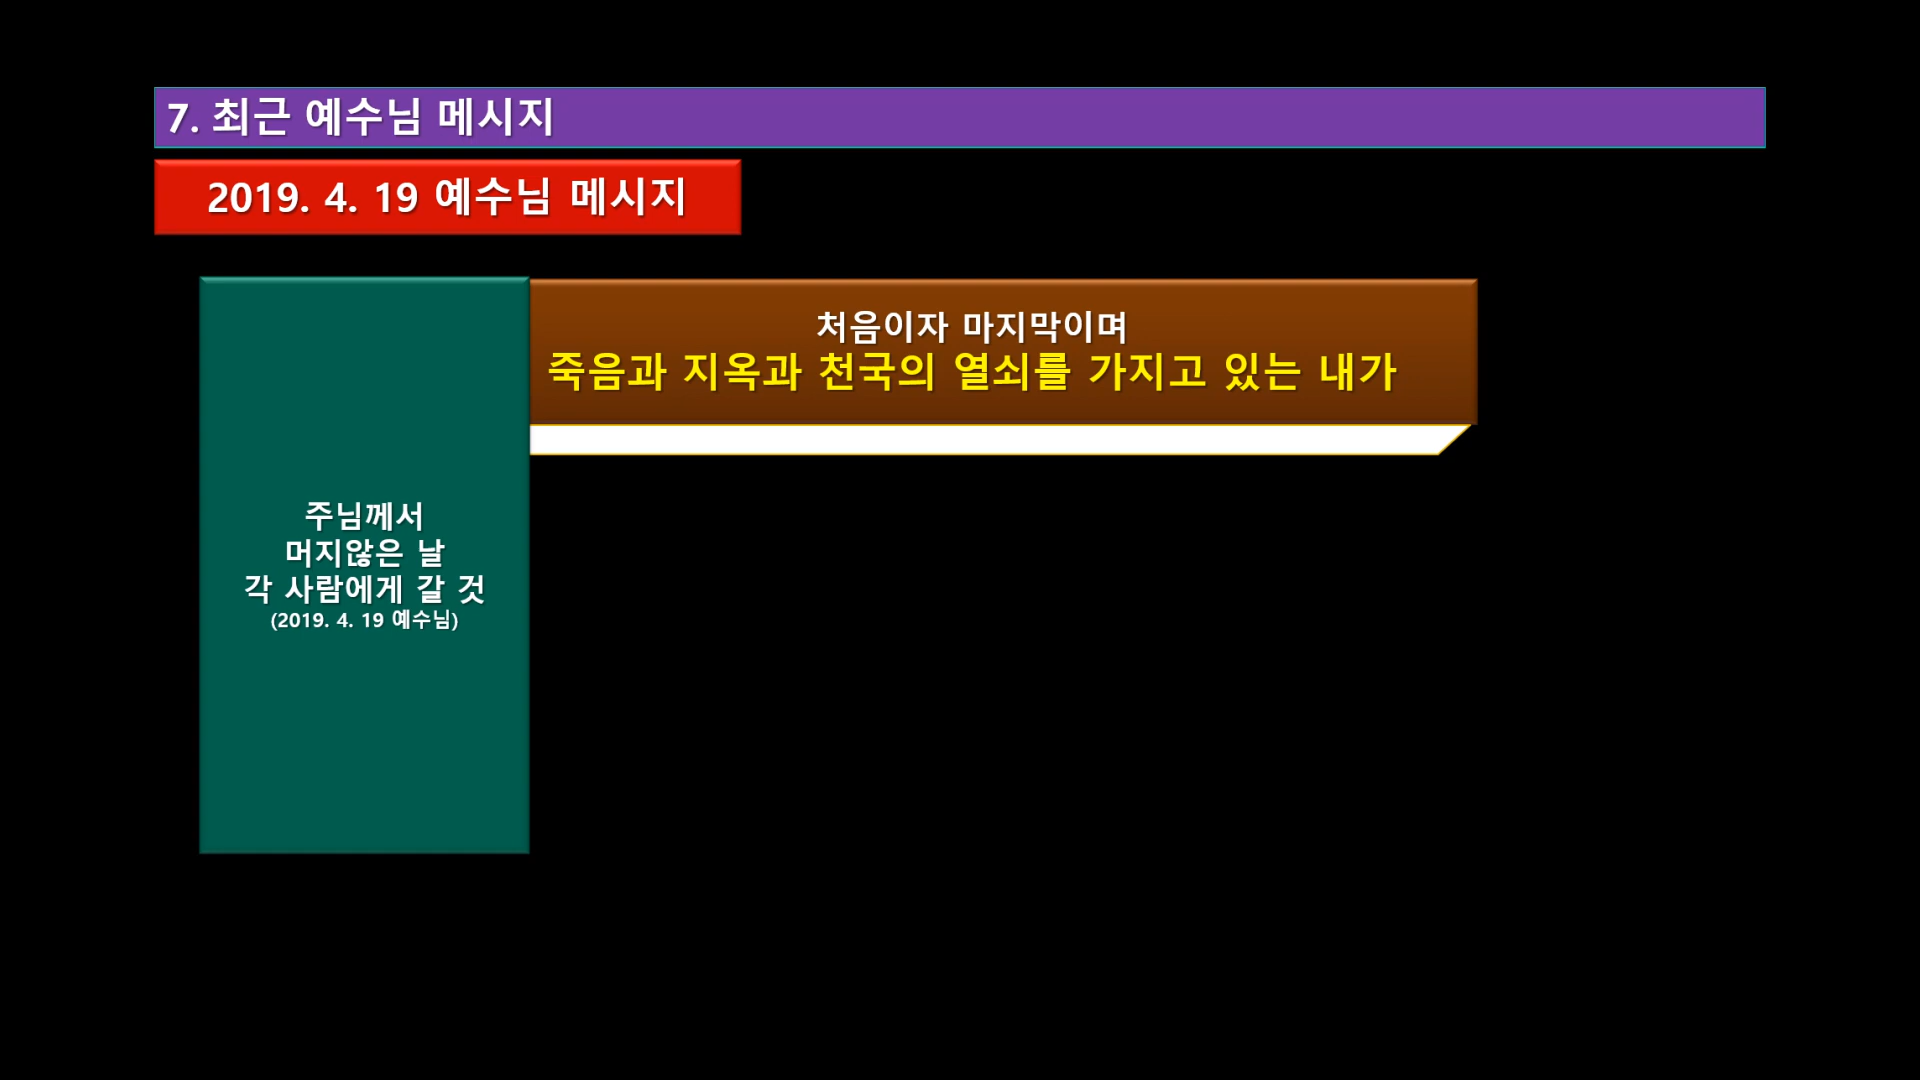 7. 최근 예수님 메시지
2019. 4. 19 예수님 메시지
처음이자 마지막이며
죽음과 지옥과 천국의 열쇠를 가지고 있는 내가
주님께서
머지않은 날
각 사람에게 갈 것
(2019. 4. 19 예수님)